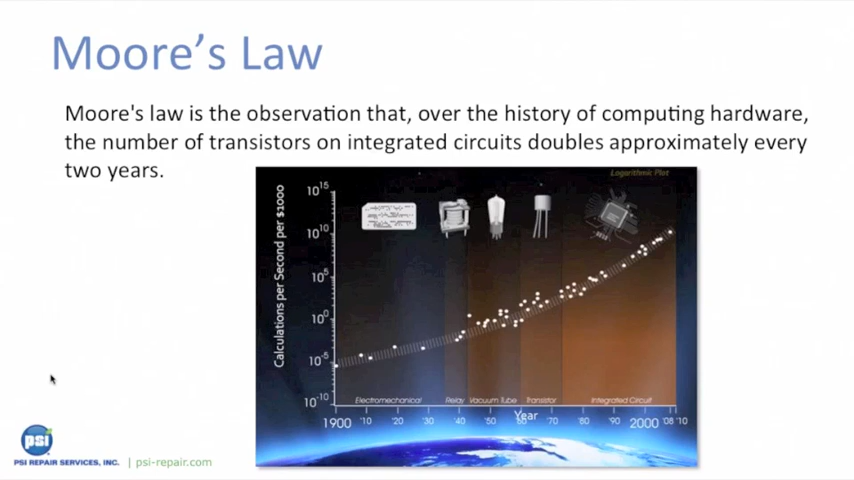 Moore's Law
Moore's law is the observation that, over the history of computing hardware,
the number of transistors on integrated circuits doubles approximately every
two years.
Logarithmic Plot
Calculations per Second per $1000
10^15
10^10
10^5
10^0
10^-5
10^-10
Electromechanical Relay Vacuum Tube Transistor Integrated Circuit
Year
1900 '10 '20 '30 '40 '50 '60 '70 '80 '90 2000 '08 '10
psi
PSI REPAIR SERVICES, INC. | psi-repair.com